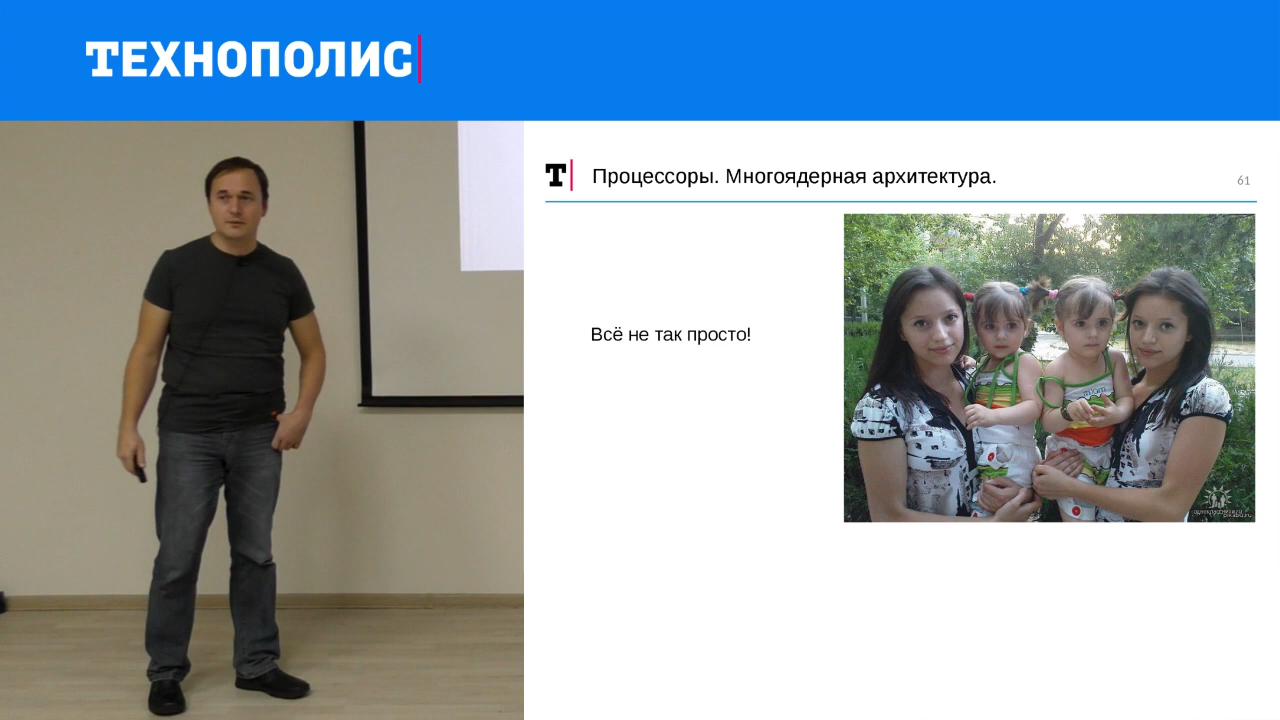 ТЕХНОПОЛИС
Т
Процессоры. Многоядерная архитектура.
61
Всё не так просто!